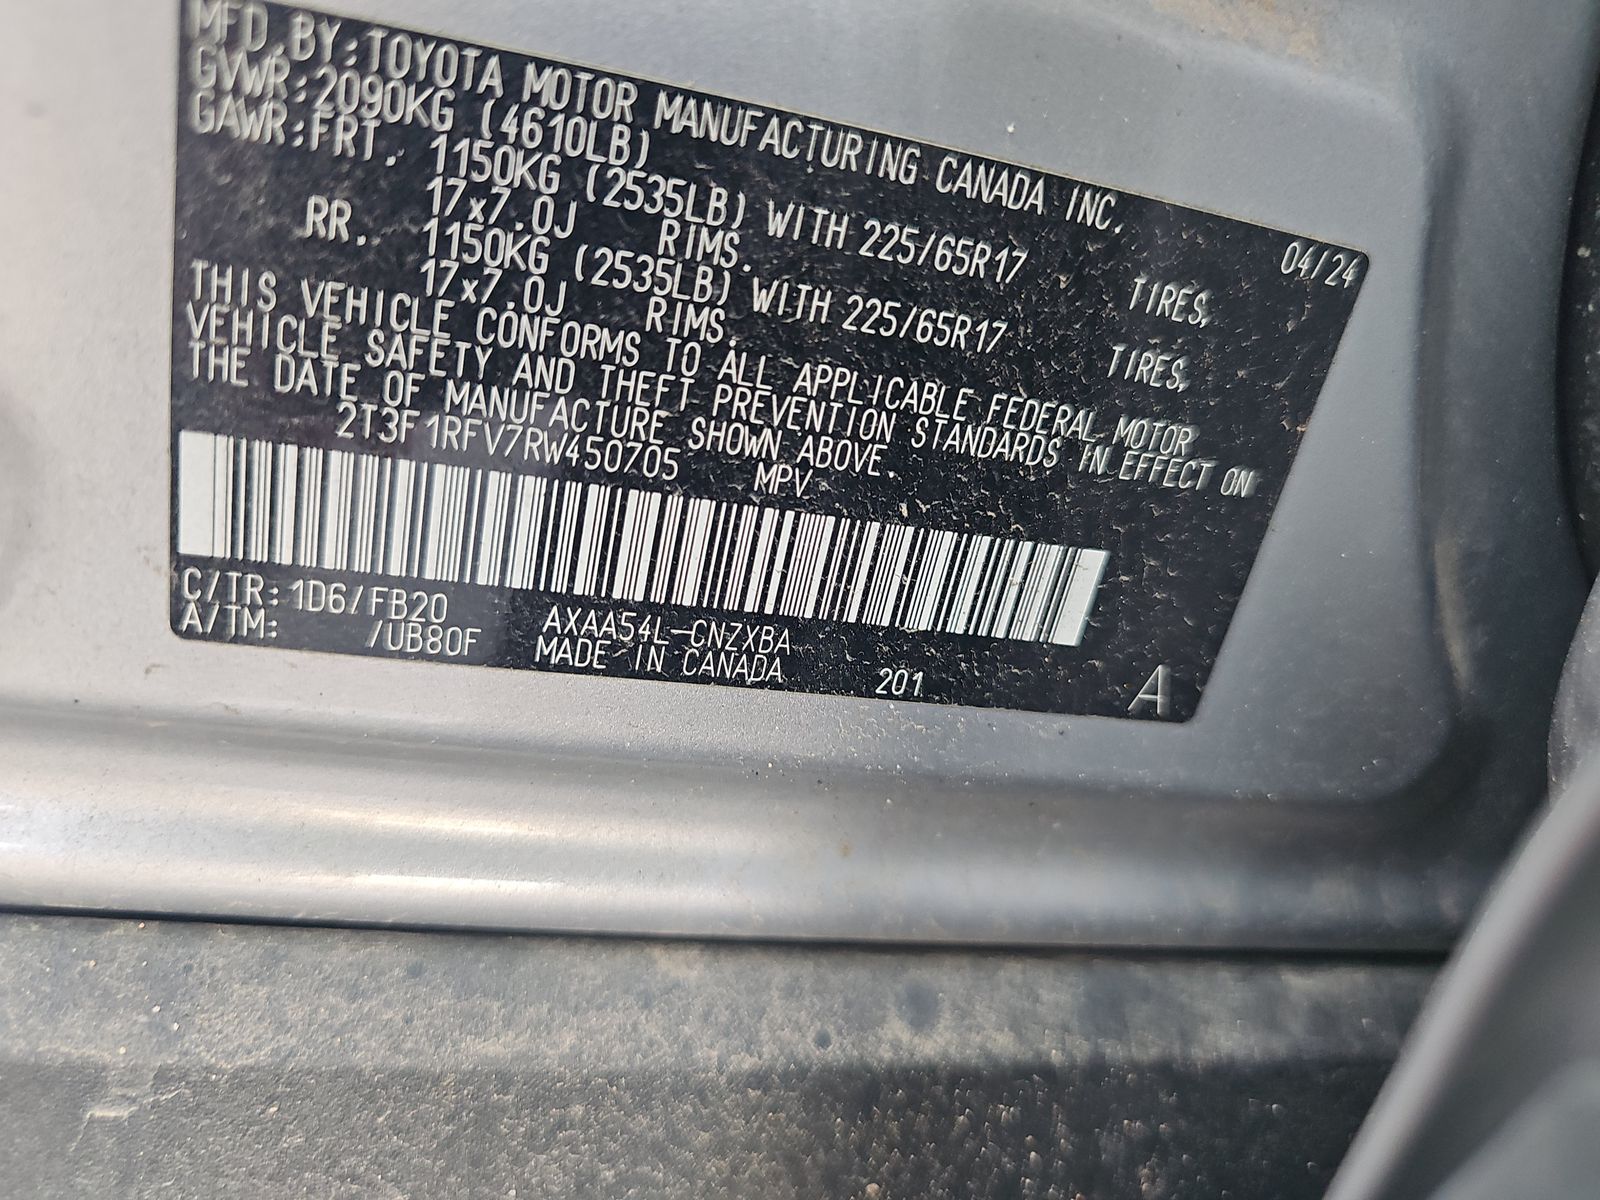 MFD. BY: TOYOTA MOTOR MANUFACTURING CANADA INC. 04/24
GVWR: 2090KG (4610LB)
GAWR: FRT. 1150KG (2535LB) WITH 225/65R17 TIRES,
17x7.0J RIMS.
RR. 1150KG (2535LB) WITH 225/65R17 TIRES,
17x7.0J RIMS.
THIS VEHICLE CONFORMS TO ALL APPLICABLE FEDERAL MOTOR
VEHICLE SAFETY AND THEFT PREVENTION STANDARDS IN EFFECT ON
THE DATE OF MANUFACTURE SHOWN ABOVE.
2T3F1RFV7RW450705 MPV
C/TR: 1D6/FB20 AXAA54L-CNZXBA
A/TM: /UB80F MADE IN CANADA 201 A